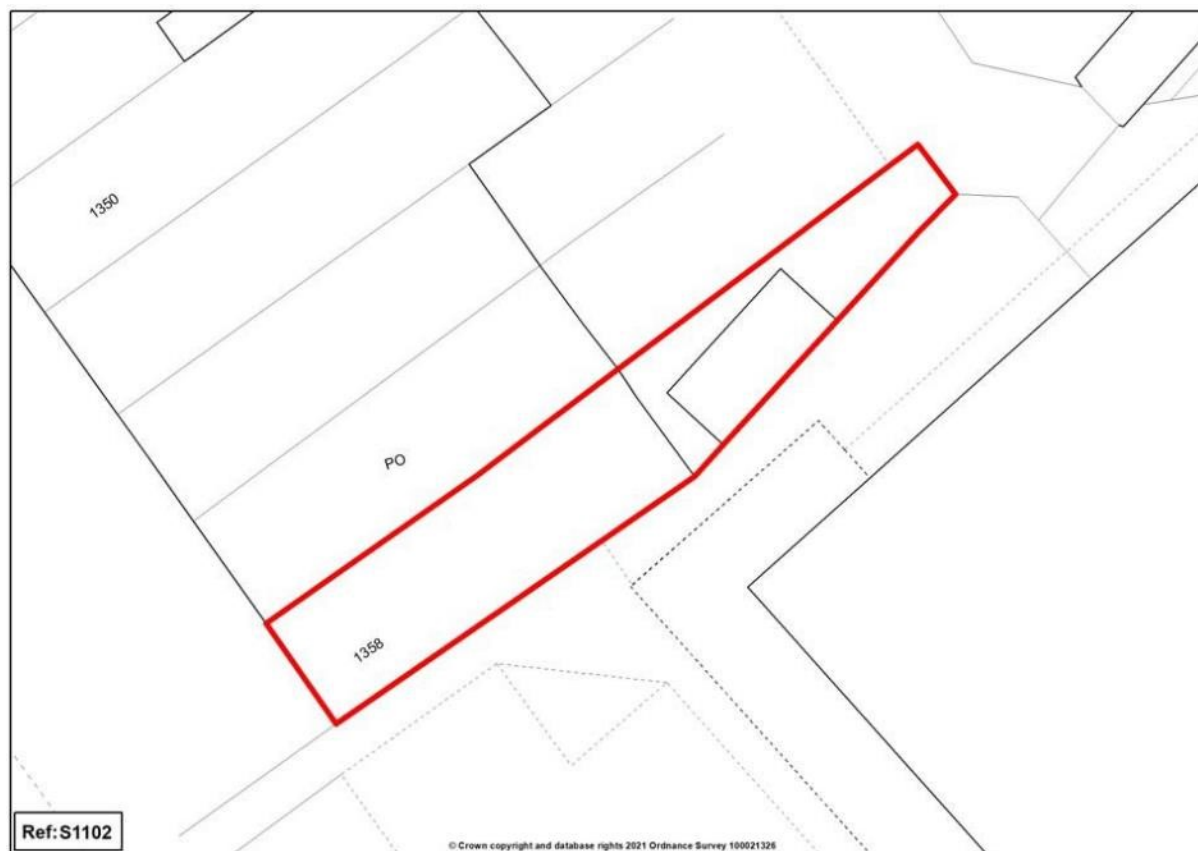 1350
PO
1358
Ref:S1102
© Crown copyright and database rights 2021 Ordnance Survey 100021326